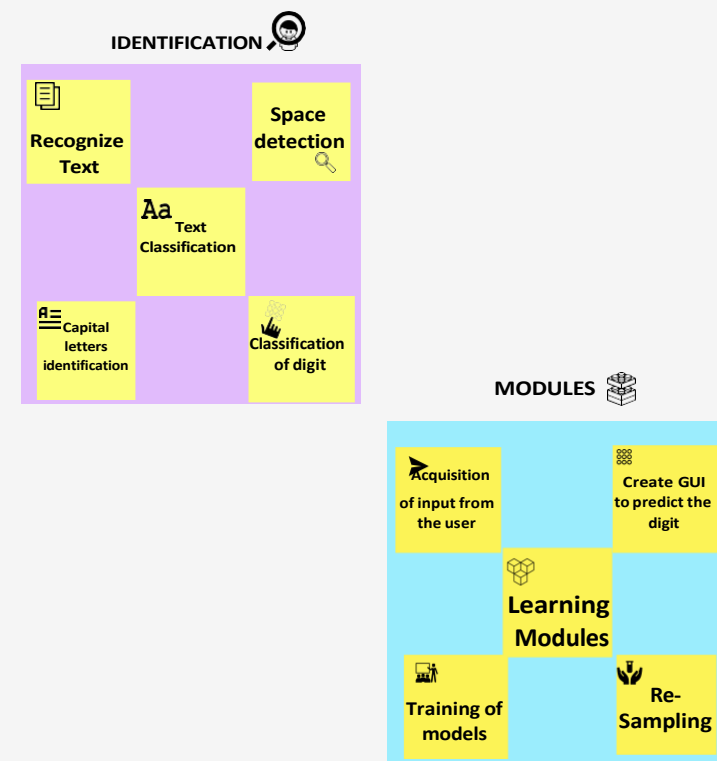 IDENTIFICATION
Recognize
Text
Space
detection
Aa
Text
Classification
Capital
letters
identification
Classification
of digit
MODULES
Acquisition
of input from
the user
Create GUI
to predict the
digit
Learning
Modules
Training of
models
Re-
Sampling